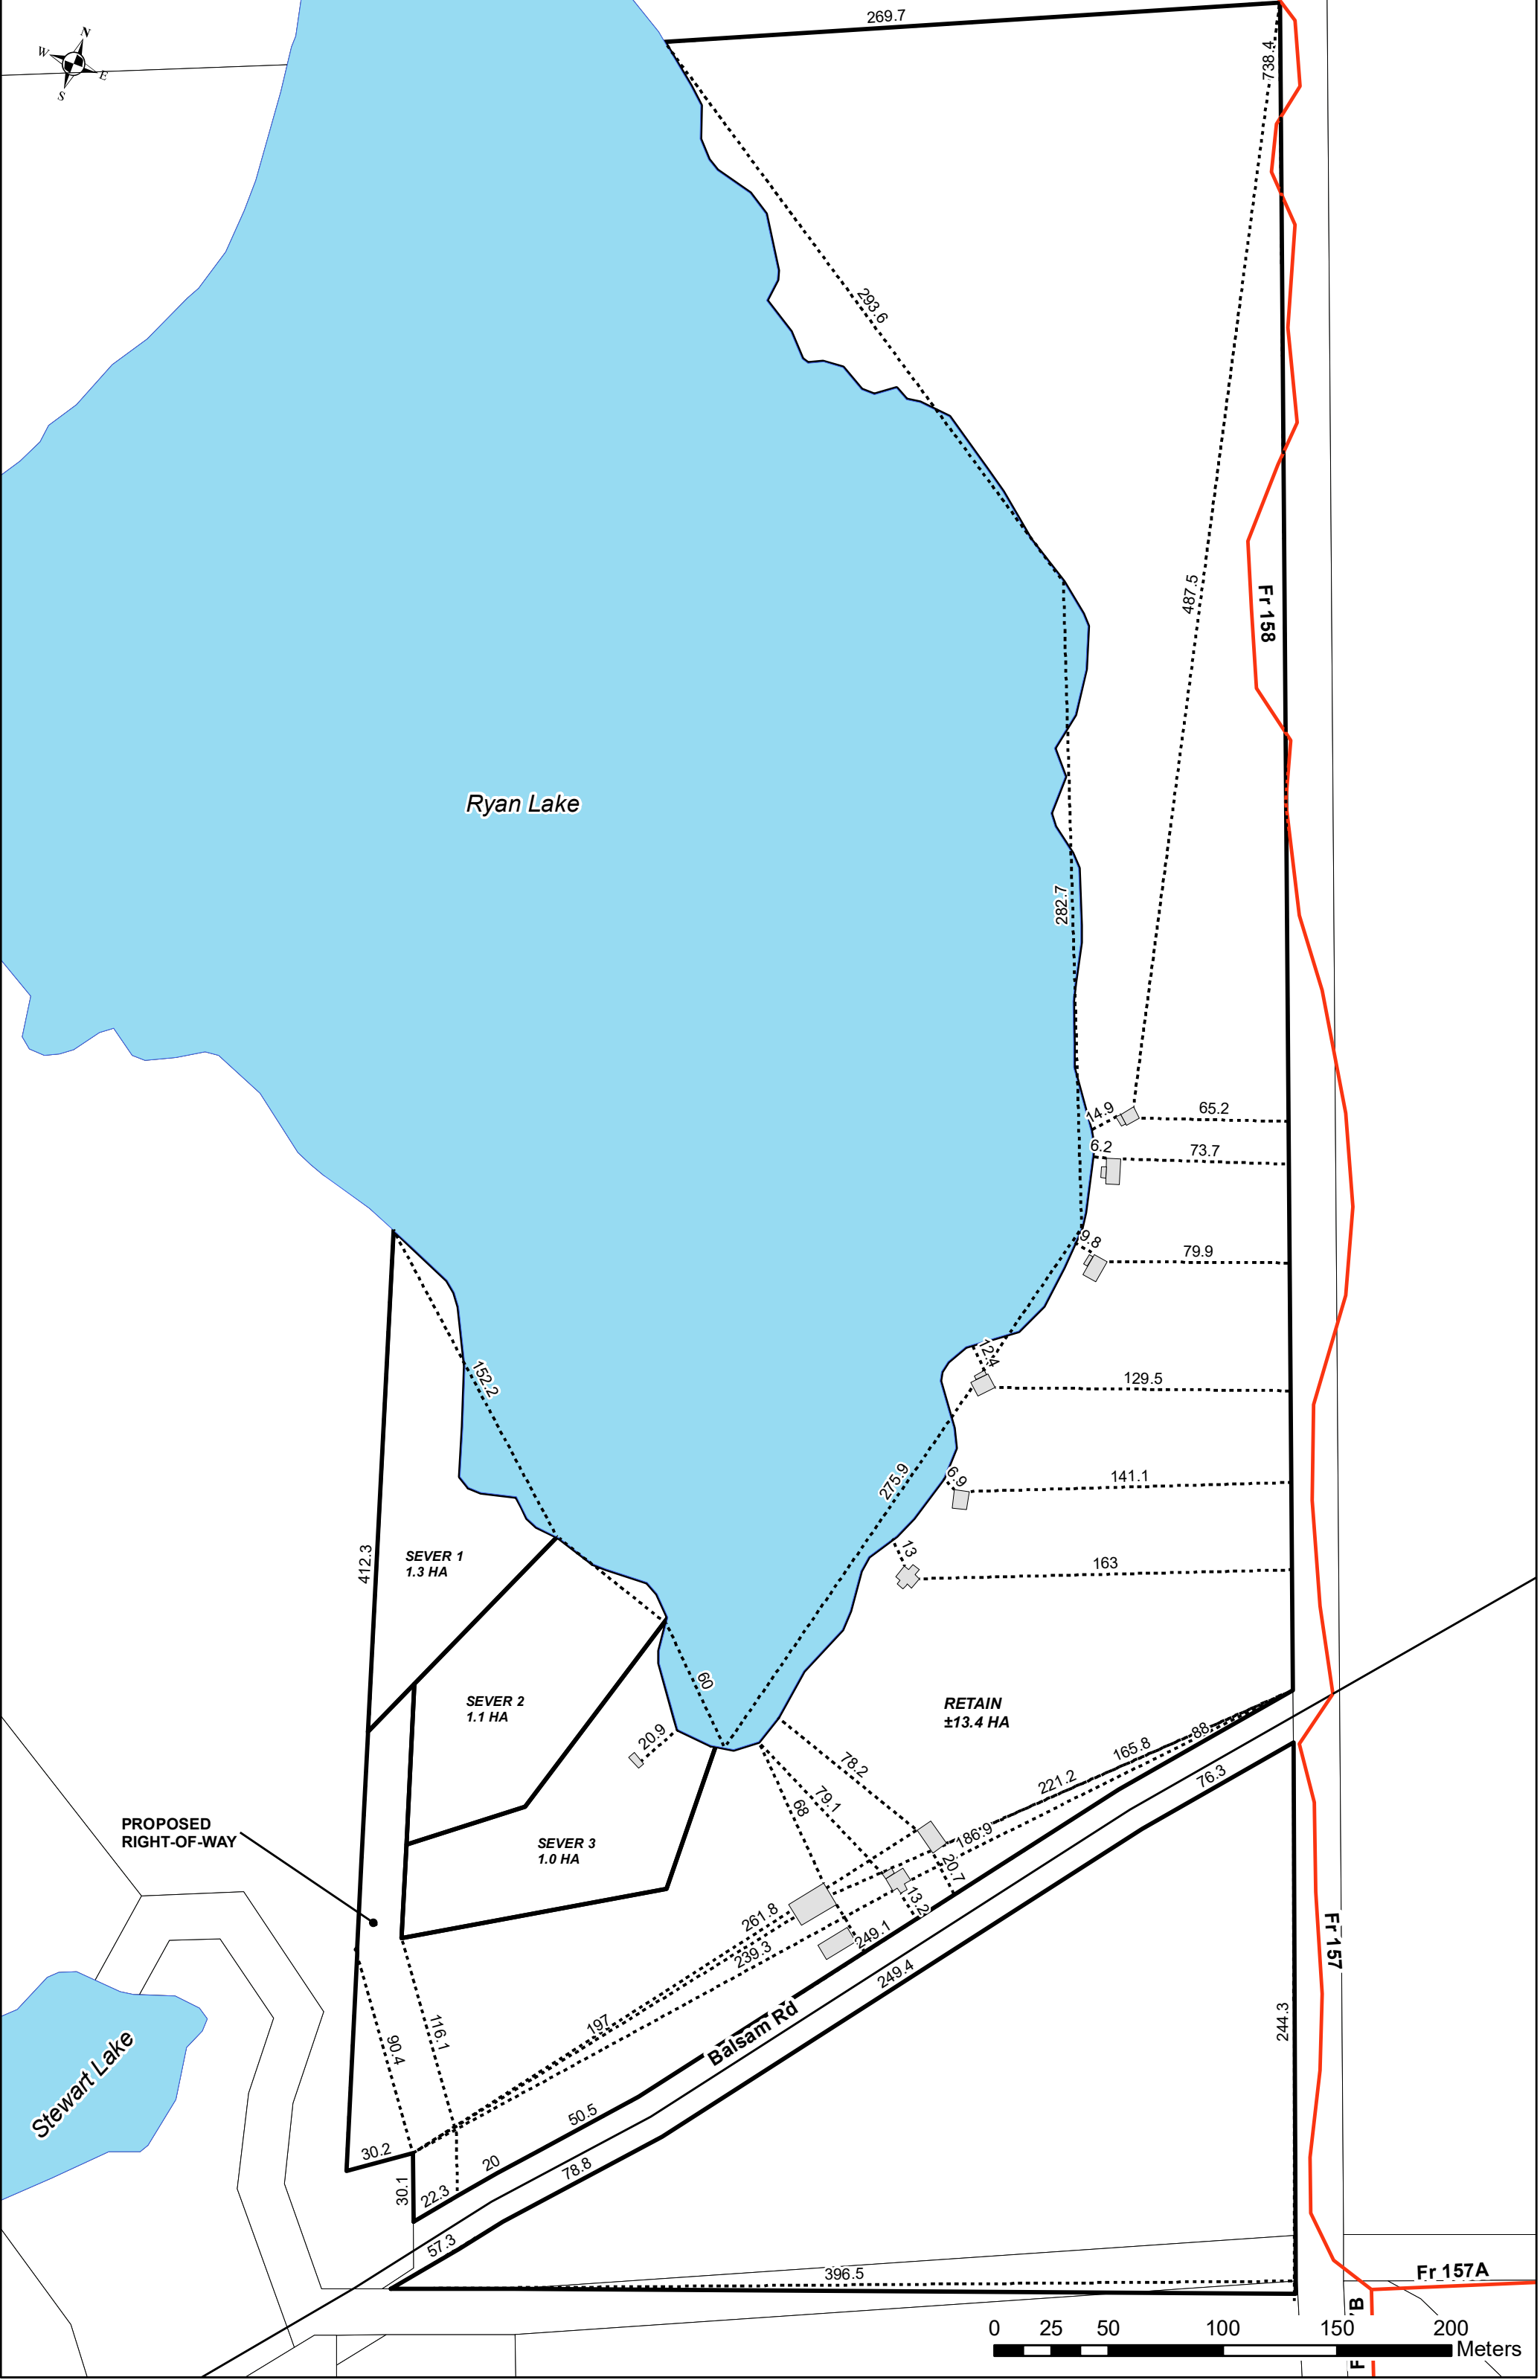 269.7
N
W
E
S
738.4
293.6
487.5
Fr 158
Ryan Lake
282.7
14.9
65.2
6.2
73.7
9.8
79.9
12.4
129.5
152.2
275.9
6.9
141.1
412.3
SEVER 1
1.3 HA
13
163
60
SEVER 2
1.1 HA
RETAIN
±13.4 HA
20.9
88
165.8
78.2
221.2
76.3
79.1
68
PROPOSED
RIGHT-OF-WAY
SEVER 3
1.0 HA
186.9
20.7
13.2
261.8
249.1
239.3
249.4
Fr 157
197
116.1
90.4
Balsam Rd
244.3
Stewart Lake
50.5
30.2
20
78.8
30.1
22.3
57.3
396.5
Fr 157A
0 25 50 100 150 200
Meters